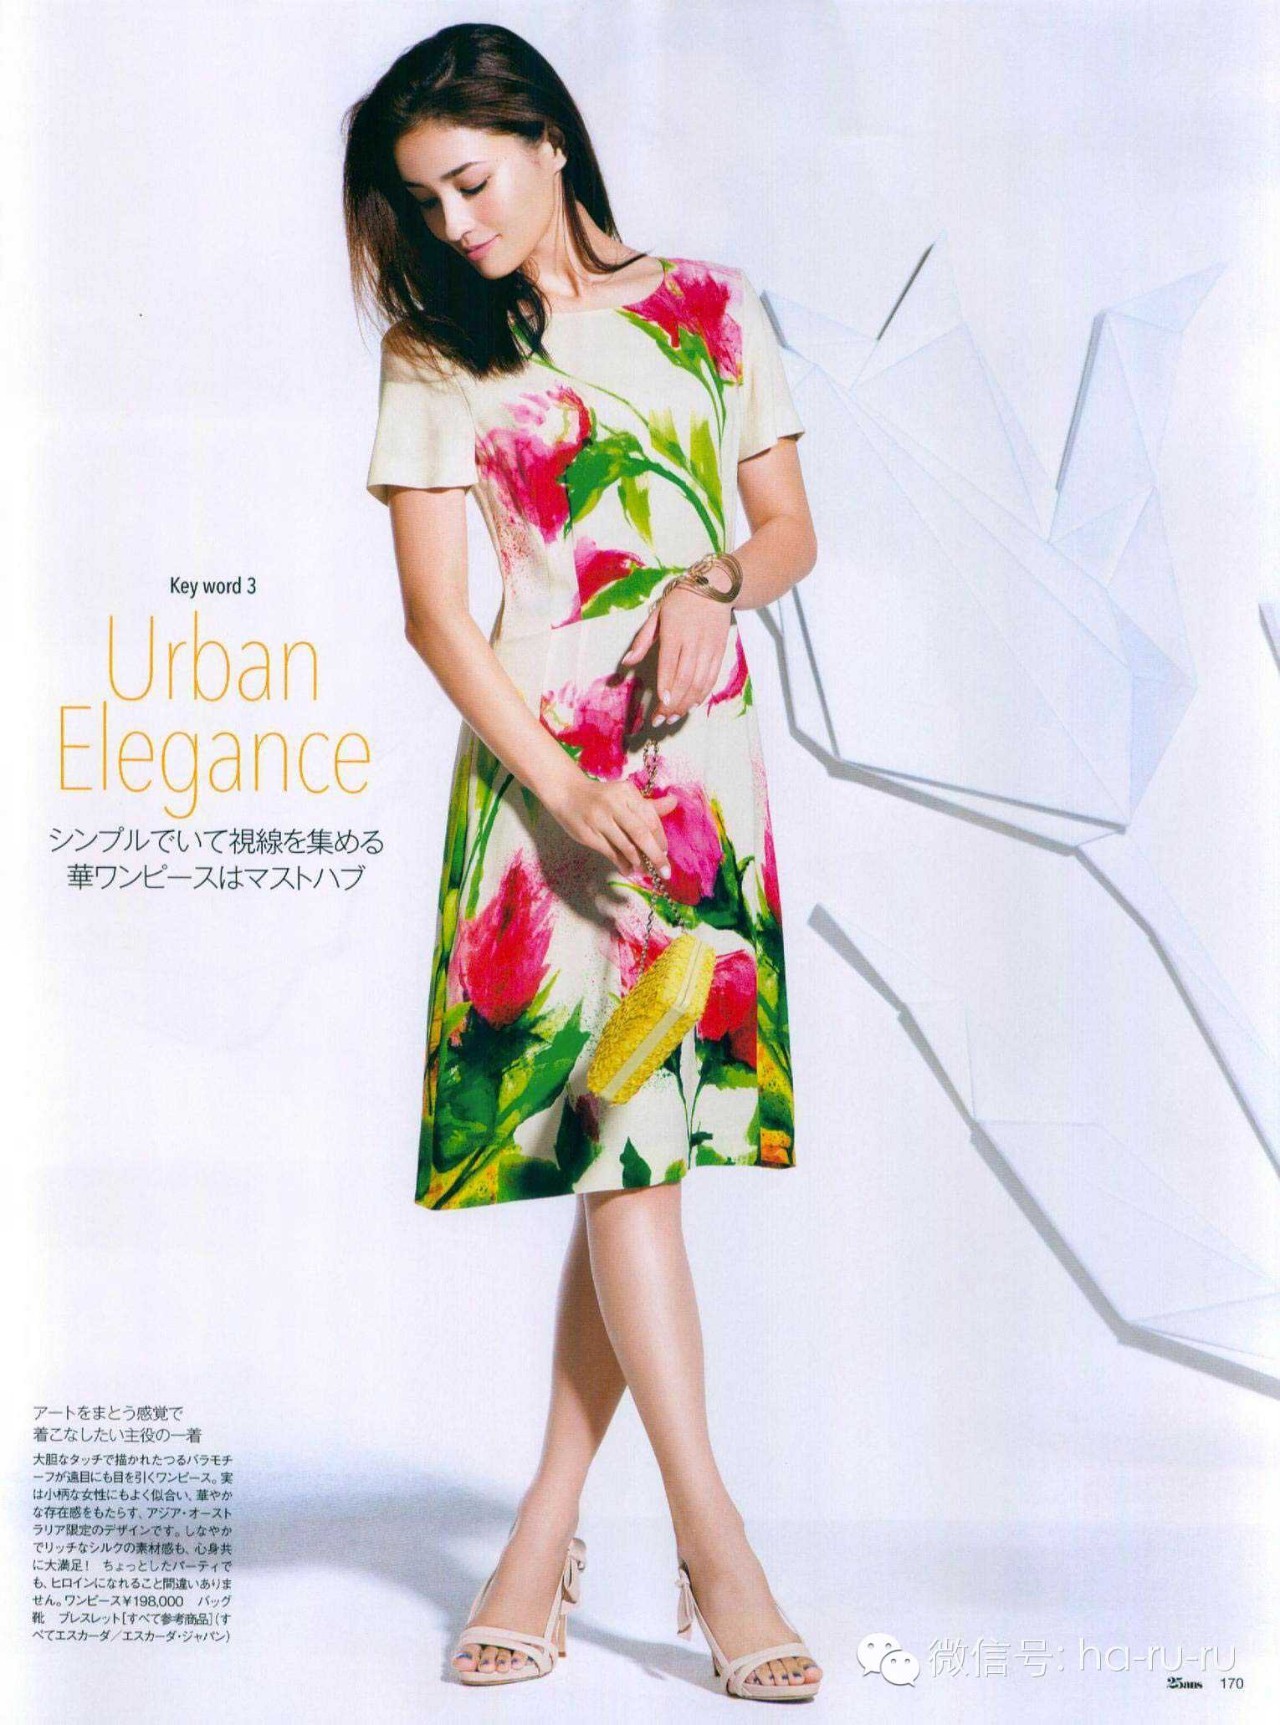 Key word 3
Urban
Elegance
シンプルでいて視線を集める
華ワンピースはマストハブ
アートをまとう感覚で
着こなしたい主役の一着
大胆なタッチで描かれたつるバラモチ
ーフが遠目にも目を引くワンピース。実
は小柄な女性にもよく似合い、華やか
な存在感をもたらす、アジア・オースト
ラリア限定のデザインです。しなやか
でリッチなシルクの素材感も、心身共
に大満足！ ちょっとしたパーティで
も、ヒロインになれること間違いありま
せん。ワンピース¥198,000 バッグ
靴 ブレスレット[すべて参考商品](す
べてエスカーダ／エスカーダ・ジャパン)
微信号: ha-ru-ru
25ans 170